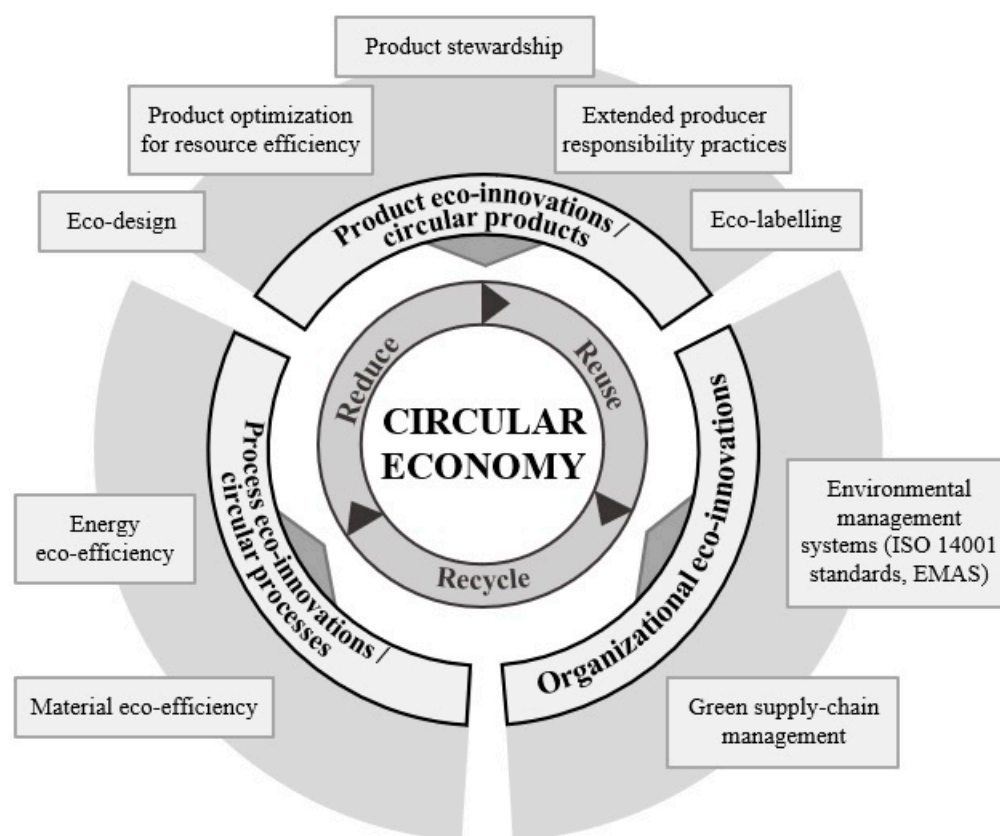 Product stewardship
Product optimization
for resource efficiency
Extended producer
responsibility practices
Eco-design
Eco-labelling
Product eco-innovations /
circular products
Reduce
Reuse
Recycle
CIRCULAR
ECONOMY
Process eco-innovations /
circular processes
Energy
eco-efficiency
Material eco-efficiency
Organizational eco-innovations
Environmental
management
systems (ISO 14001
standards, EMAS)
Green supply-chain
management